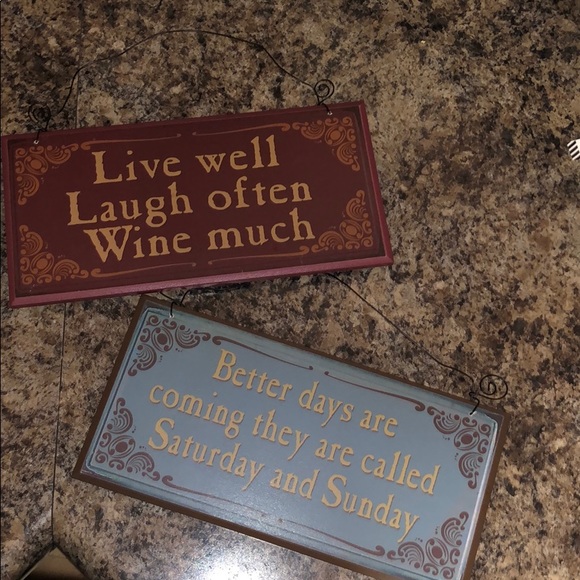 Live well
Laugh often
Wine much
Better days are
coming they are called
Saturday and Sunday